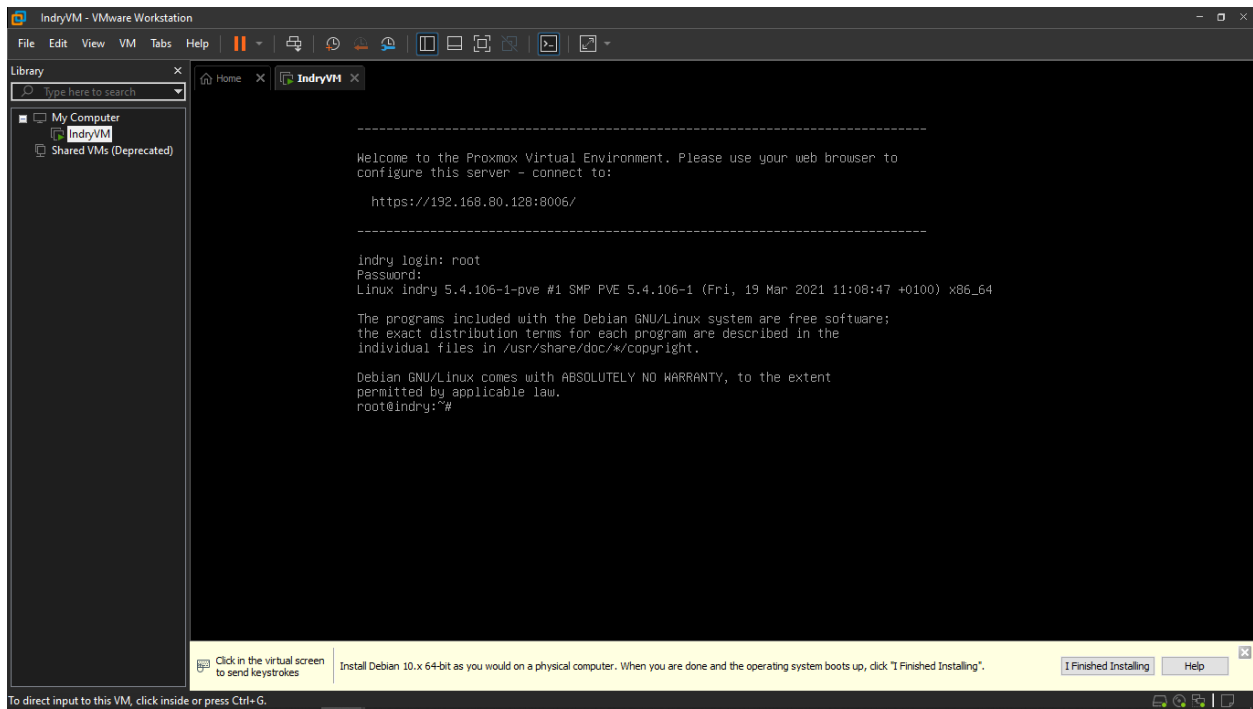 IndryVM - VMware Workstation
File Edit View VM Tabs Help
Library
Type here to search
My Computer
IndryVM
Shared VMs (Deprecated)
Home
IndryVM
------------------------------------------------------------------------------
Welcome to the Proxmox Virtual Environment. Please use your web browser to
configure this server - connect to:
https://192.168.80.128:8006/
------------------------------------------------------------------------------
indry login: root
Password:
Linux indry 5.4.106-1-pve #1 SMP PVE 5.4.106-1 (Fri, 19 Mar 2021 11:08:47 +0100) x86_64
The programs included with the Debian GNU/Linux system are free software;
the exact distribution terms for each program are described in the
individual files in /usr/share/doc/*/copyright.
Debian GNU/Linux comes with ABSOLUTELY NO WARRANTY, to the extent
permitted by applicable law.
root@indry:~#
Click in the virtual screen
to send keystrokes
Install Debian 10.x 64-bit as you would on a physical computer. When you are done and the operating system boots up, click "I Finished Installing".
I Finished Installing
Help
To direct input to this VM, click inside or press Ctrl+G.